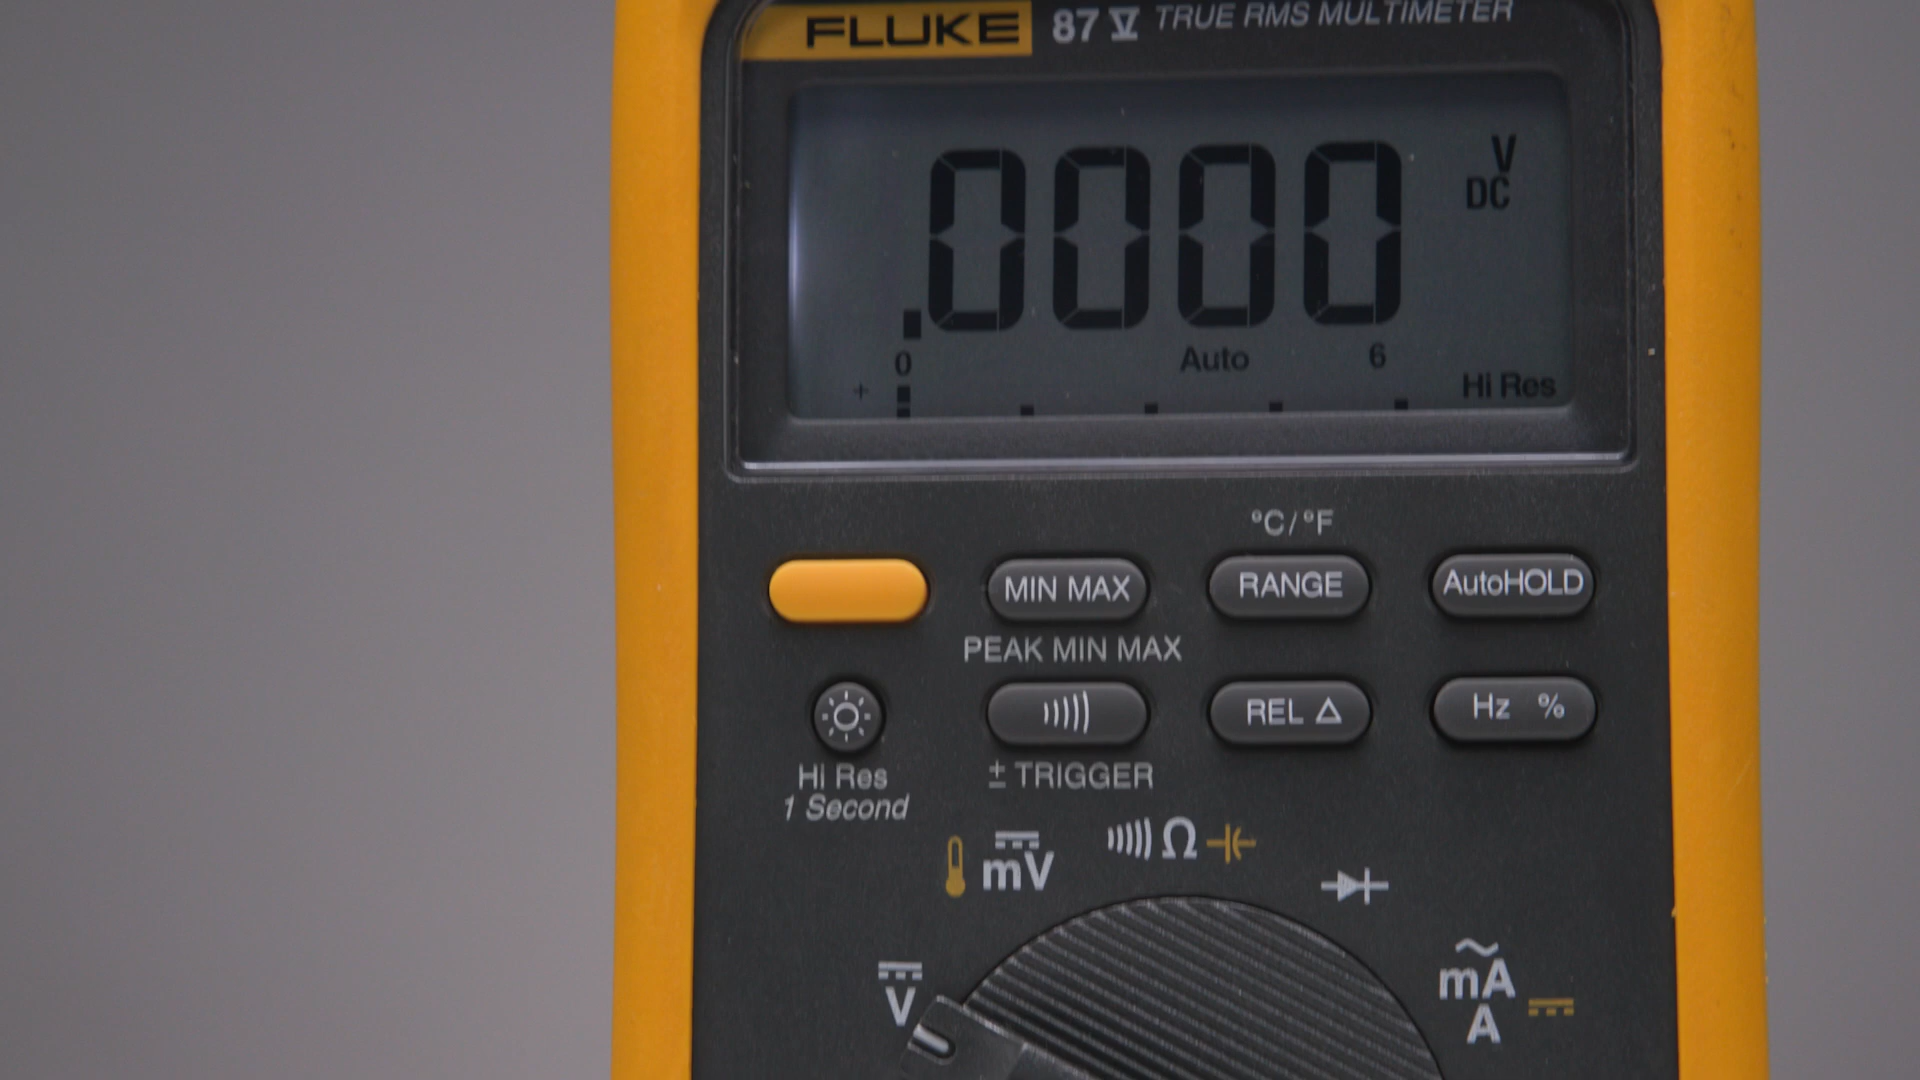 FLUKE 87 V TRUE RMS MULTIMETER
.0000 V
DC
0 Auto 6
+ Hi Res
°C/°F
MIN MAX RANGE AutoHOLD
PEAK MIN MAX
REL Δ Hz %
Hi Res ± TRIGGER
1 Second
mV Ω
V mA
A